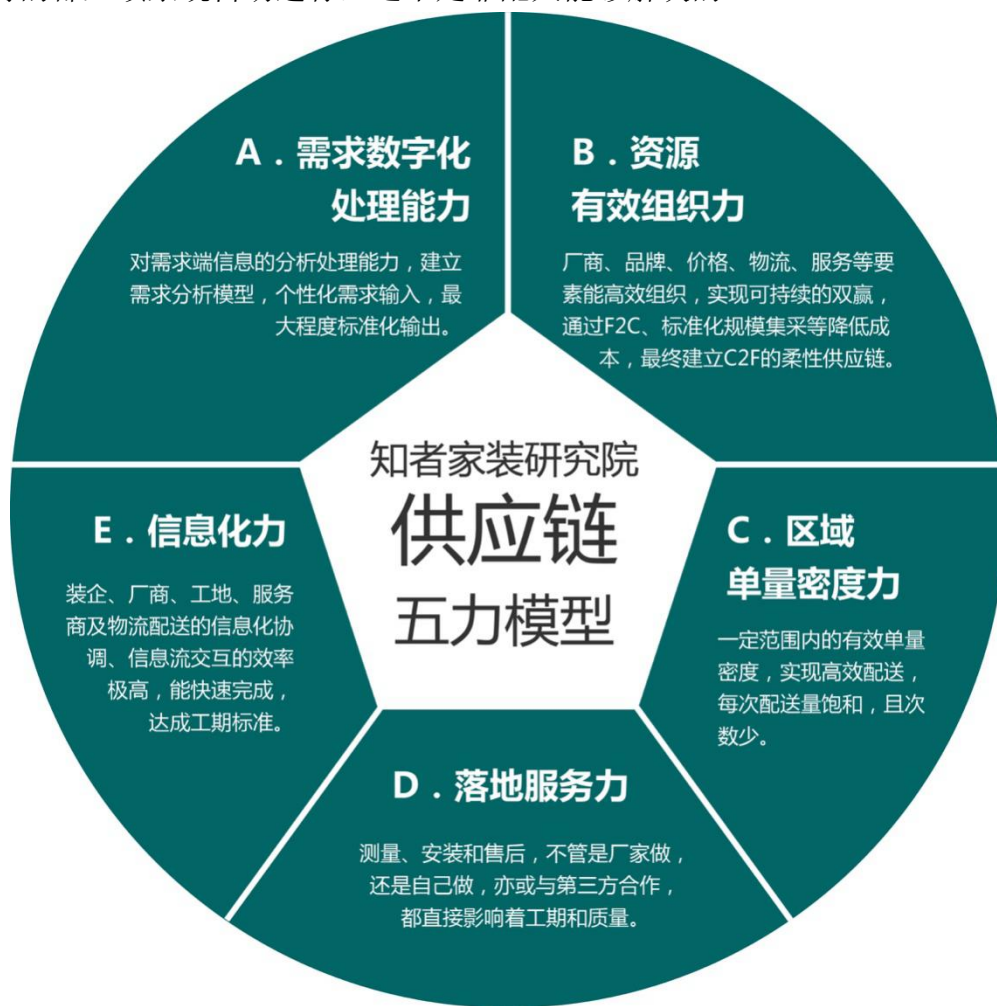 A．需求数字化
处理能力
对需求端信息的分析处理能力，建立
需求分析模型，个性化需求输入，最
大程度标准化输出。
B．资源
有效组织力
厂商、品牌、价格、物流、服务等要
素能高效组织，实现可持续的双赢，
通过F2C、标准化规模集采等降低成
本，最终建立C2F的柔性供应链。
知者家装研究院
供应链
五力模型
C．区域
单量密度力
一定范围内的有效单量
密度，实现高效配送，
每次配送量饱和，且次
数少。
D．落地服务力
测量、安装和售后，不管是厂家做，
还是自己做，亦或与第三方合作，
都直接影响着工期和质量。
E．信息化力
装企、厂商、工地、服务
商及物流配送的信息化协
调、信息流交互的效率
极高，能快速完成，
达成工期标准。